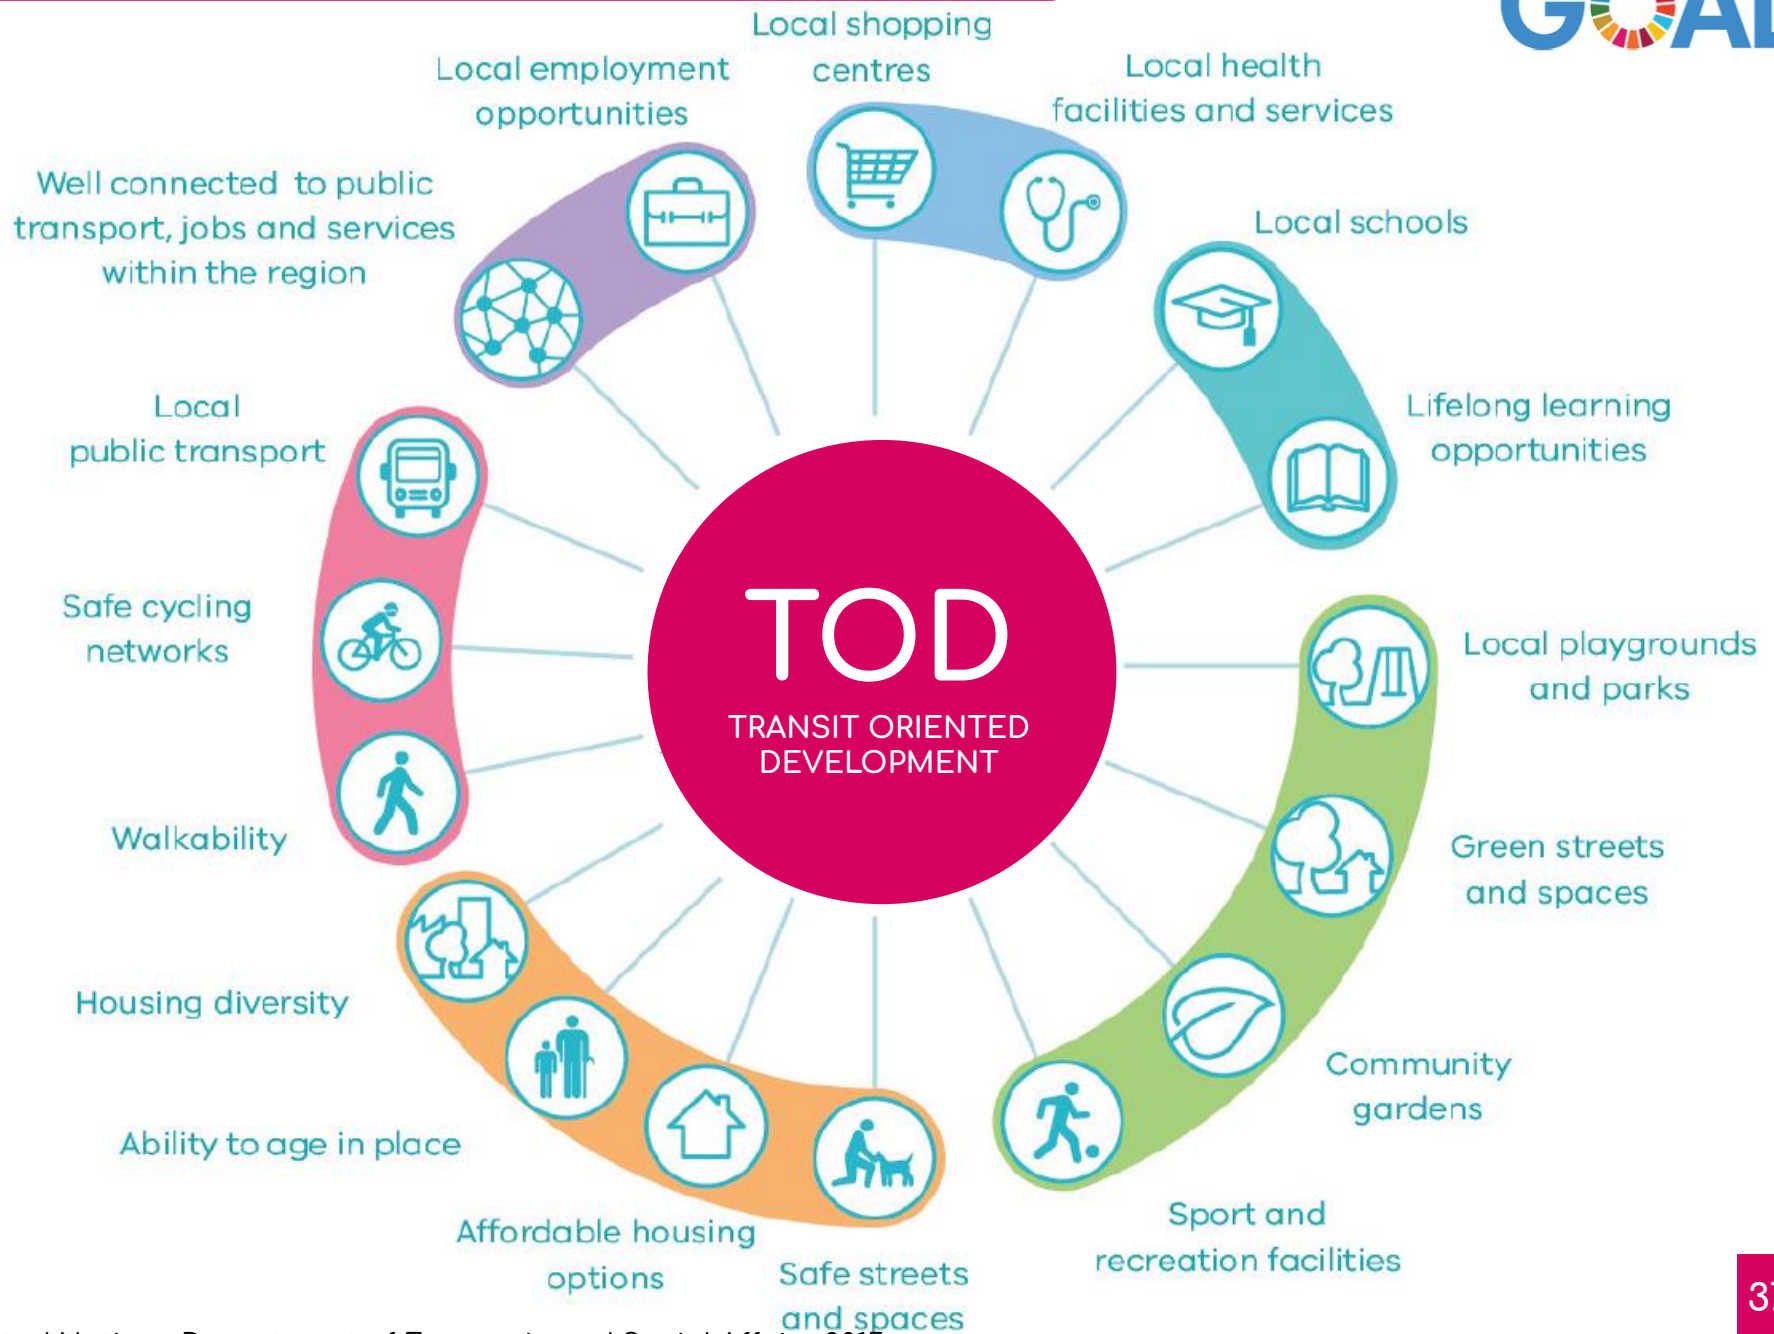 GOAL
Local shopping
centres
Local employment
opportunities
Local health
facilities and services
Well connected to public
transport, jobs and services
within the region
Local schools
Local
public transport
Lifelong learning
opportunities
Safe cycling
networks
TOD
TRANSIT ORIENTED
DEVELOPMENT
Local playgrounds
and parks
Walkability
Green streets
and spaces
Housing diversity
Community
gardens
Ability to age in place
Affordable housing
options
Sport and
recreation facilities
Safe streets
and spaces